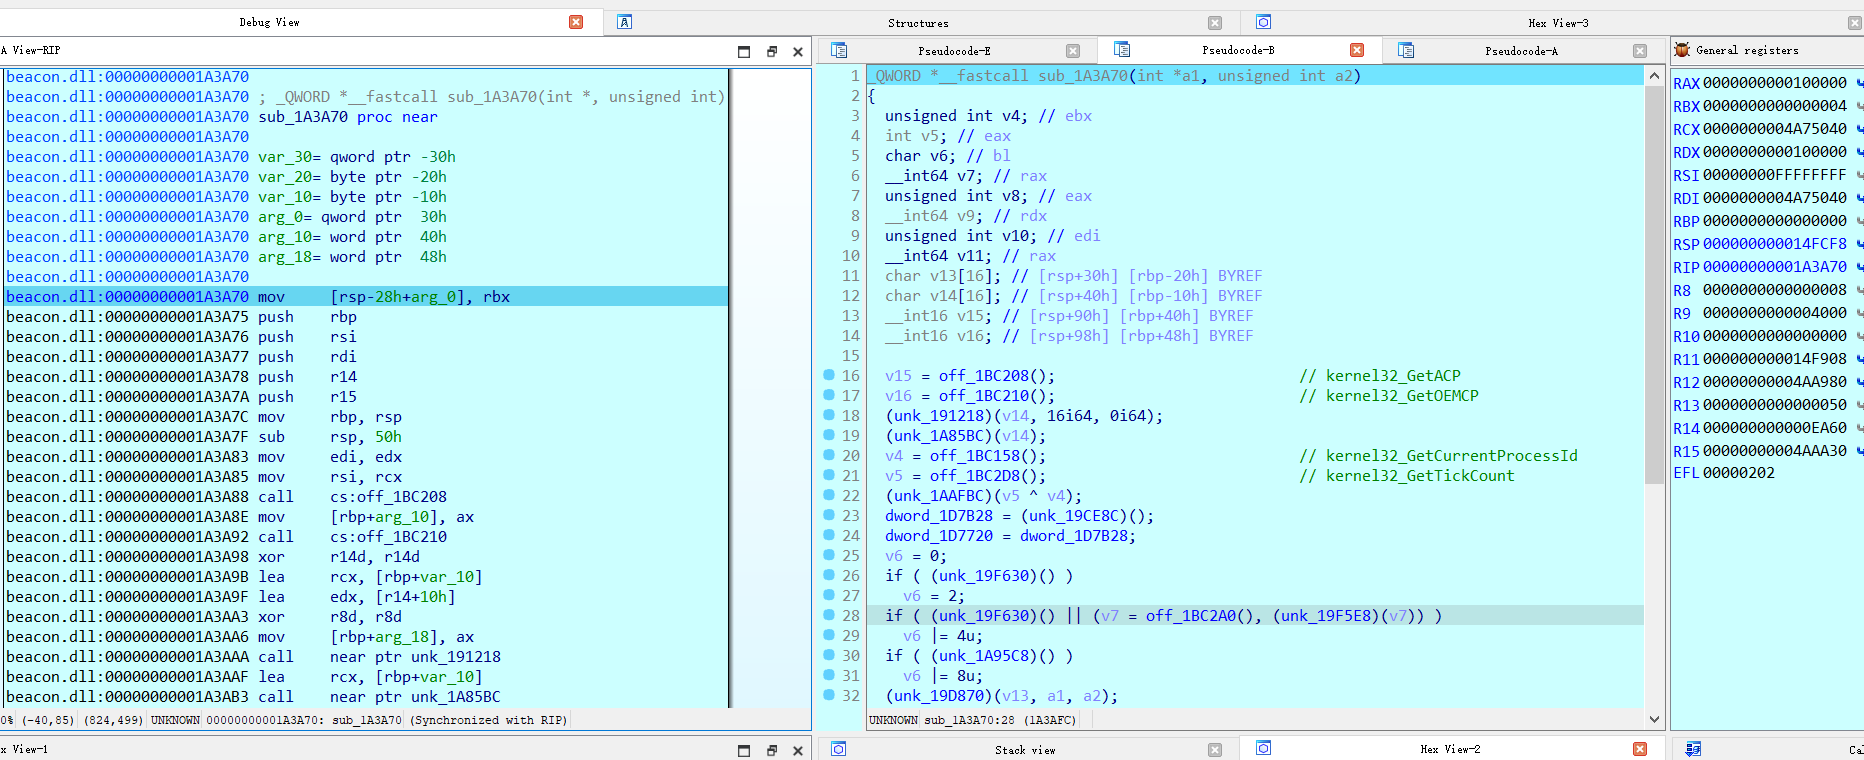 Debug View
Structures
Hex View-3
A View-RIP
Pseudocode-E
Pseudocode-B
Pseudocode-A
General registers
beacon.dll:00000000001A3A70
beacon.dll:00000000001A3A70 ; _QWORD *__fastcall sub_1A3A70(int *, unsigned int)
beacon.dll:00000000001A3A70 sub_1A3A70 proc near
beacon.dll:00000000001A3A70
beacon.dll:00000000001A3A70 var_30= qword ptr -30h
beacon.dll:00000000001A3A70 var_20= byte ptr -20h
beacon.dll:00000000001A3A70 var_10= byte ptr -10h
beacon.dll:00000000001A3A70 arg_0= qword ptr  30h
beacon.dll:00000000001A3A70 arg_10= word ptr  40h
beacon.dll:00000000001A3A70 arg_18= word ptr  48h
beacon.dll:00000000001A3A70
beacon.dll:00000000001A3A70 mov     [rsp-28h+arg_0], rbx
beacon.dll:00000000001A3A75 push    rbp
beacon.dll:00000000001A3A76 push    rsi
beacon.dll:00000000001A3A77 push    rdi
beacon.dll:00000000001A3A78 push    r14
beacon.dll:00000000001A3A7A push    r15
beacon.dll:00000000001A3A7C mov     rbp, rsp
beacon.dll:00000000001A3A7F sub     rsp, 50h
beacon.dll:00000000001A3A83 mov     edi, edx
beacon.dll:00000000001A3A85 mov     rsi, rcx
beacon.dll:00000000001A3A88 call    cs:off_1BC208
beacon.dll:00000000001A3A8E mov     [rbp+arg_10], ax
beacon.dll:00000000001A3A92 call    cs:off_1BC210
beacon.dll:00000000001A3A98 xor     r14d, r14d
beacon.dll:00000000001A3A9B lea     rcx, [rbp+var_10]
beacon.dll:00000000001A3A9F lea     edx, [r14+10h]
beacon.dll:00000000001A3AA3 xor     r8d, r8d
beacon.dll:00000000001A3AA6 mov     [rbp+arg_18], ax
beacon.dll:00000000001A3AAA call    near ptr unk_191218
beacon.dll:00000000001A3AAF lea     rcx, [rbp+var_10]
beacon.dll:00000000001A3AB3 call    near ptr unk_1A85BC
0% (-40,85) (824,499) UNKNOWN 00000000001A3A70: sub_1A3A70 (Synchronized with RIP)
1 _QWORD *__fastcall sub_1A3A70(int *a1, unsigned int a2)
2 {
3   unsigned int v4; // ebx
4   int v5; // eax
5   char v6; // bl
6   __int64 v7; // rax
7   unsigned int v8; // eax
8   __int64 v9; // rdx
9   unsigned int v10; // edi
10   __int64 v11; // rax
11   char v13[16]; // [rsp+30h] [rbp-20h] BYREF
12   char v14[16]; // [rsp+40h] [rbp-10h] BYREF
13   __int16 v15; // [rsp+90h] [rbp+40h] BYREF
14   __int16 v16; // [rsp+98h] [rbp+48h] BYREF
15
16   v15 = off_1BC208(); // kernel32_GetACP
17   v16 = off_1BC210(); // kernel32_GetOEMCP
18   (unk_191218)(v14, 16i64, 0i64);
19   (unk_1A85BC)(v14);
20   v4 = off_1BC158(); // kernel32_GetCurrentProcessId
21   v5 = off_1BC2D8(); // kernel32_GetTickCount
22   (unk_1AAFBC)(v5 ^ v4);
23   dword_1D7B28 = (unk_19CE8C)();
24   dword_1D7720 = dword_1D7B28;
25   v6 = 0;
26   if ( (unk_19F630)() )
27     v6 = 2;
28   if ( (unk_19F630)() || (v7 = off_1BC2A0(), (unk_19F5E8)(v7)) )
29     v6 |= 4u;
30   if ( (unk_1A95C8)() )
31     v6 |= 8u;
32   (unk_19D870)(v13, a1, a2);
UNKNOWN sub_1A3A70:28 (1A3AFC)
RAX 0000000000100000
RBX 0000000000000004
RCX 0000000004A75040
RDX 0000000000100000
RSI 00000000FFFFFFFF
RDI 0000000004A75040
RBP 0000000000000000
RSP 000000000014FCF8
RIP 00000000001A3A70
R8 0000000000000008
R9 0000000000004000
R10 0000000000000000
R11 000000000014F908
R12 0000000004AAA980
R13 0000000000000050
R14 000000000000EA60
R15 00000000004AAA30
EFL 00000202
x View-1
Stack view
Hex View-2
Cal